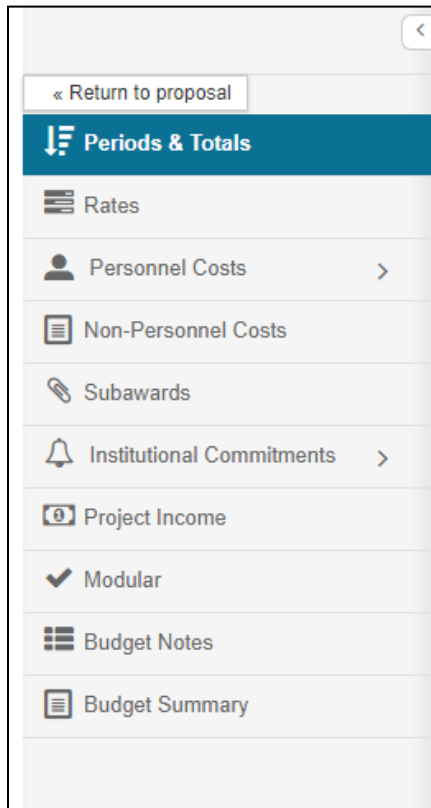 « Return to proposal
Periods & Totals
Rates
Personnel Costs
Non-Personnel Costs
Subawards
Institutional Commitments
Project Income
Modular
Budget Notes
Budget Summary